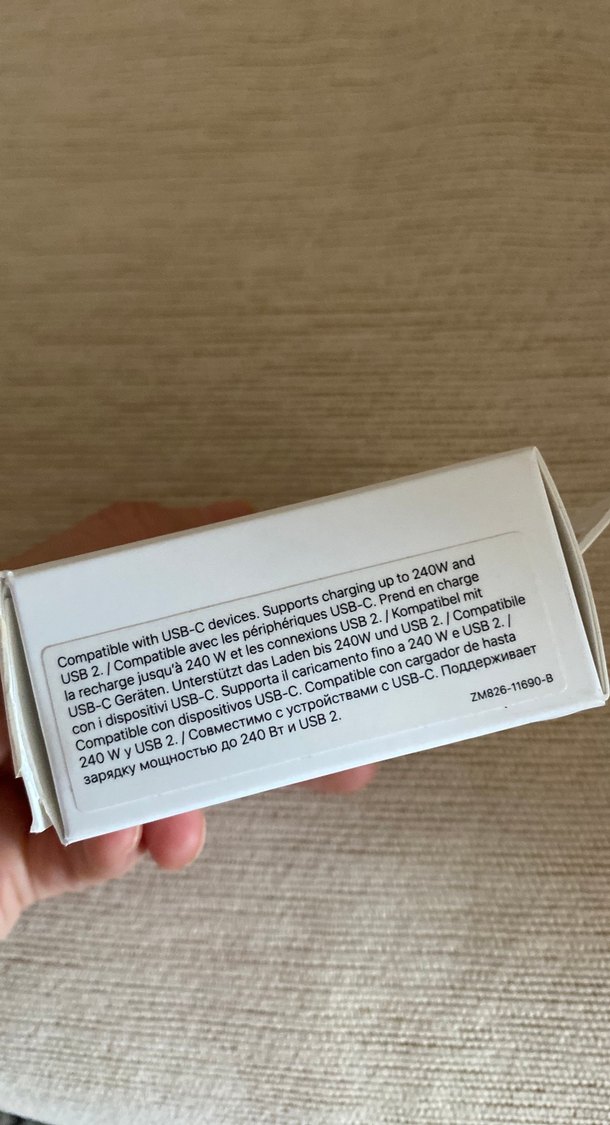 Compatible with USB-C devices. Supports charging up to 240W and
USB 2. / Compatible avec les périphériques USB-C. Prend en charge
la recharge jusqu'à 240 W et les connexions USB 2. / Kompatibel mit
USB-C Geräten. Unterstützt das Laden bis 240W und USB 2. / Compatibile
con i dispositivi USB-C. Supporta il caricamento fino a 240 W e USB 2. /
Compatible con dispositivos USB-C. Compatible con cargador de hasta
240 W y USB 2. / Совместимо с устройствами с USB-C. Поддерживает
зарядку мощностью до 240 Вт и USB 2.
ZM826-11690-B